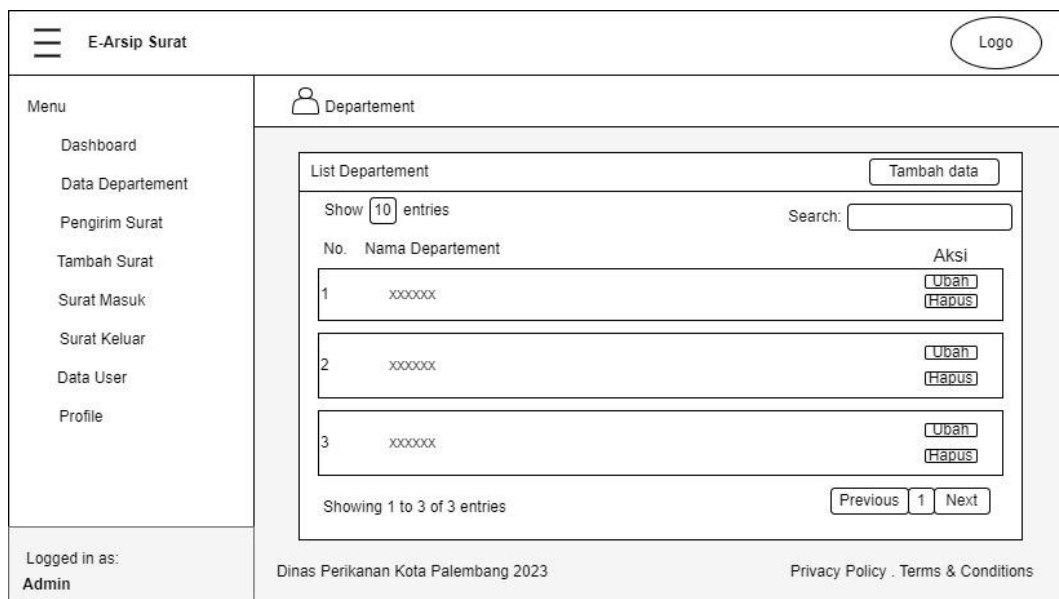 E-Arsip Surat
Logo
Menu
Dashboard
Data Departement
Pengirim Surat
Tambah Surat
Surat Masuk
Surat Keluar
Data User
Profile
Logged in as:
Admin
Departement
List Departement
Tambah data
Show 10 entries
Search:
No. Nama Departement
Aksi
1 xxxxxx
Ubah
Hapus
2 xxxxxx
Ubah
Hapus
3 xxxxxx
Ubah
Hapus
Showing 1 to 3 of 3 entries
Previous 1 Next
Dinas Perikanan Kota Palembang 2023
Privacy Policy . Terms & Conditions